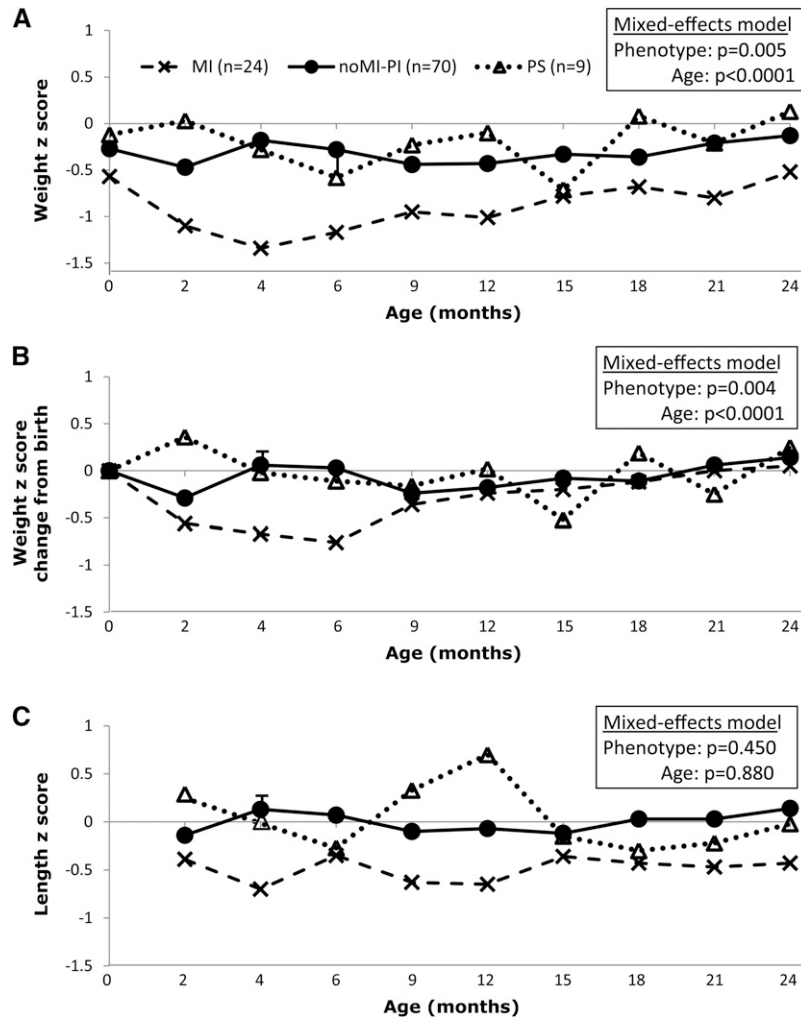 A
Mixed-effects model
Phenotype: p=0.005
Age: p<0.0001
MI (n=24) noMI-PI (n=70) PS (n=9)
Weight z score
1
0.5
0
-0.5
-1
-1.5
0 2 4 6 9 12 15 18 21 24
Age (months)
B
Mixed-effects model
Phenotype: p=0.004
Age: p<0.0001
Weight z score
change from birth
1
0.5
0
-0.5
-1
-1.5
0 2 4 6 9 12 15 18 21 24
Age (months)
C
Mixed-effects model
Phenotype: p=0.450
Age: p=0.880
Length z score
1
0.5
0
-0.5
-1
-1.5
0 2 4 6 9 12 15 18 21 24
Age (months)